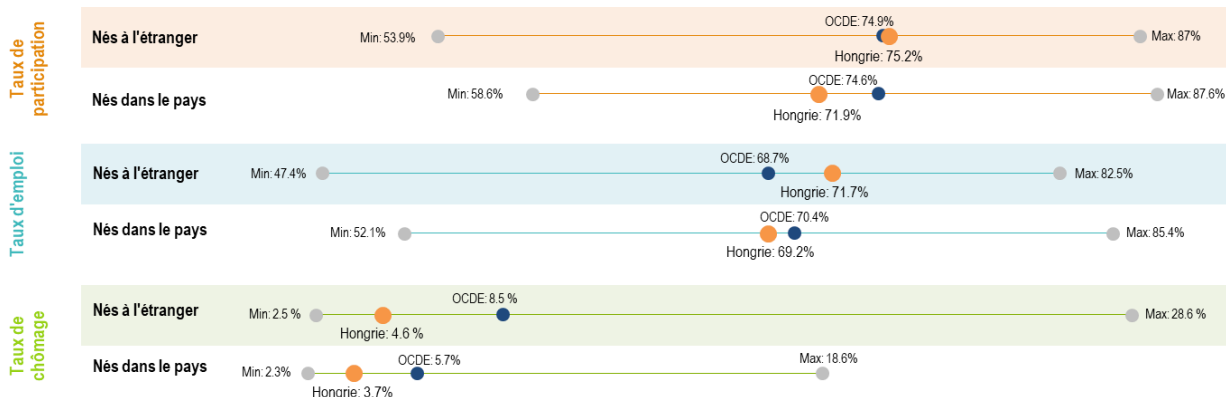 Taux de
participation
Nés à l'étranger
Min: 53.9%
OCDE: 74.9%
Hongrie: 75.2%
Max: 87%
Nés dans le pays
Min: 58.6%
OCDE: 74.6%
Hongrie: 71.9%
Max: 87.6%
Taux d'emploi
Nés à l'étranger
Min: 47.4%
OCDE: 68.7%
Hongrie: 71.7%
Max: 82.5%
Nés dans le pays
Min: 52.1%
OCDE: 70.4%
Hongrie: 69.2%
Max: 85.4%
Taux de
chômage
Nés à l'étranger
Min: 2.5 %
OCDE: 8.5 %
Hongrie: 4.6 %
Max: 28.6 %
Nés dans le pays
Min: 2.3%
OCDE: 5.7%
Hongrie: 3.7%
Max: 18.6%